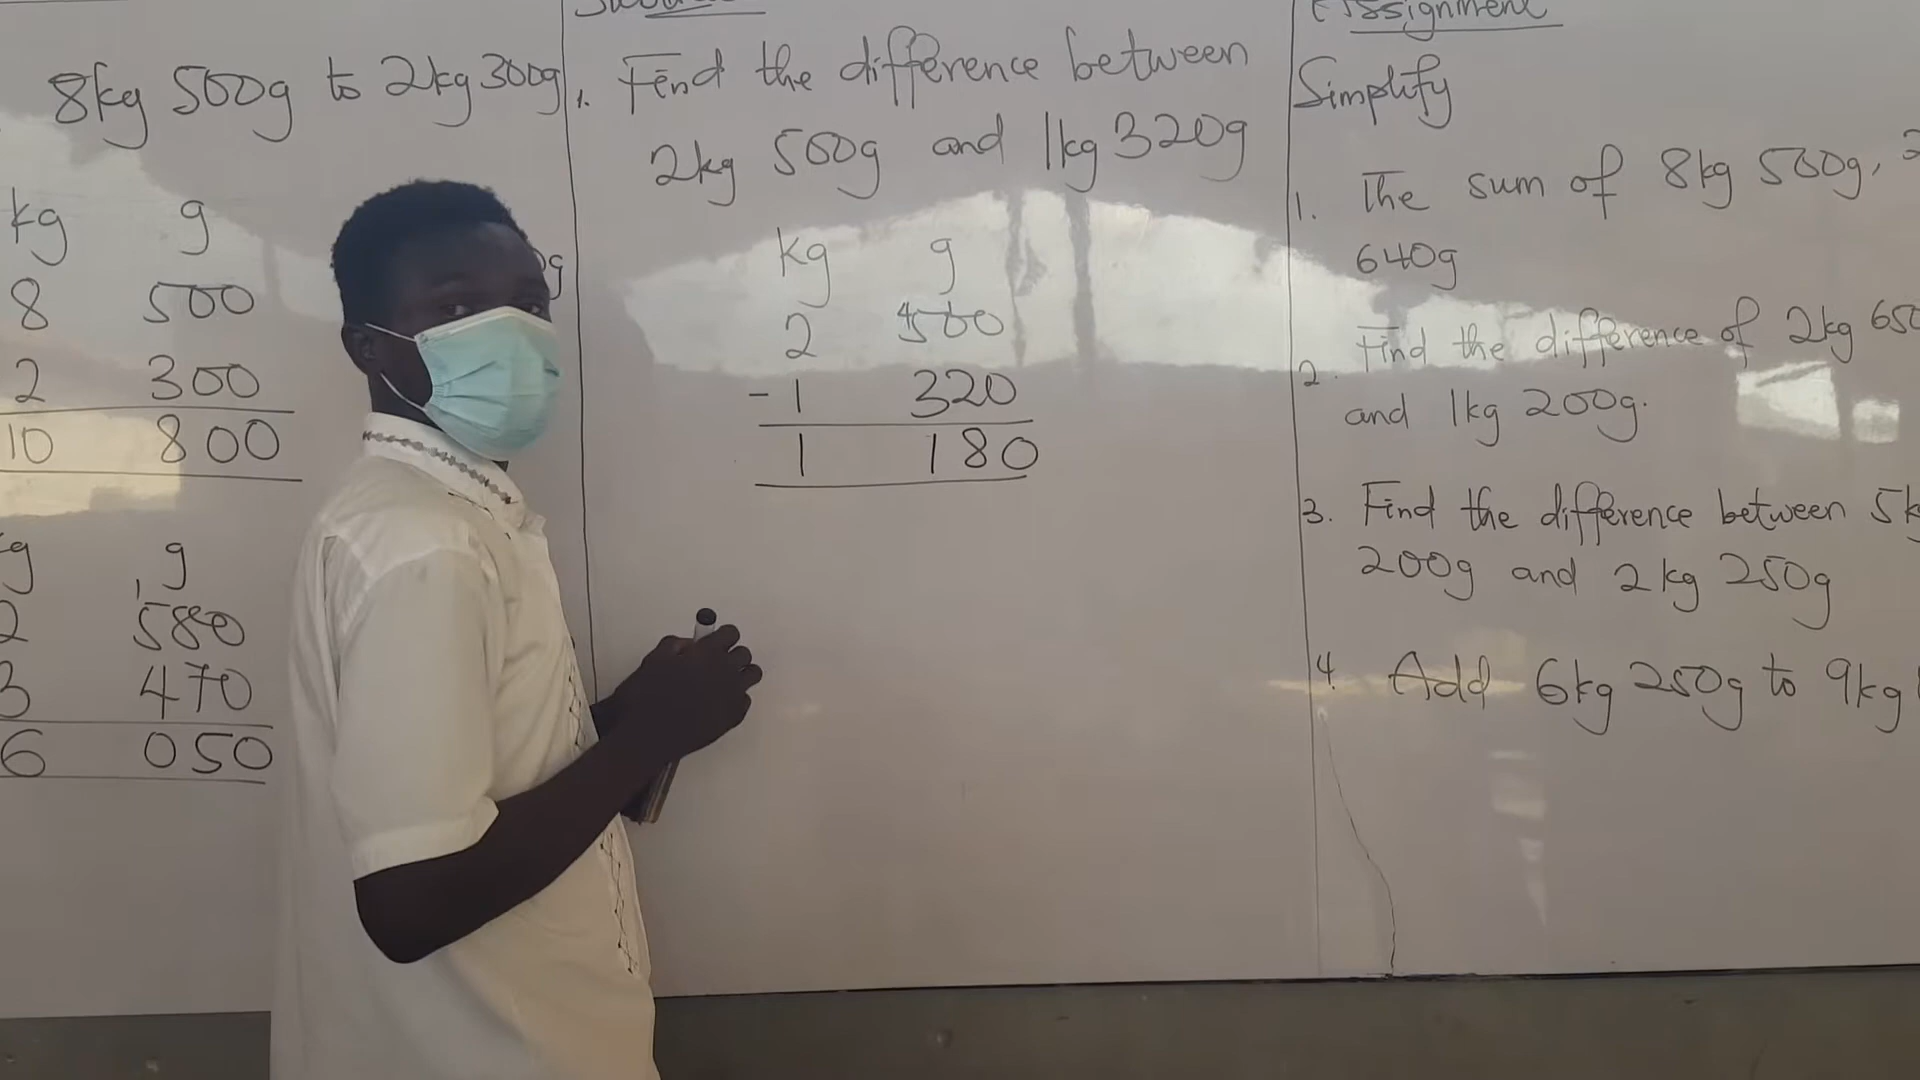 8kg 500g to 2kg 300g
kg g
8 500
2 300
10 800
g
580
470
6 050
1. Find the difference between
2kg 500g and 1kg 320g
kg g
2 500
- 1 320
1 180
Assignment
Simplify
1. The sum of 8kg 500g,
640g
2. Find the difference of 2kg
and 1kg 200g.
3. Find the difference between
200g and 2kg 250g
4. Add 6kg 250g to 9kg